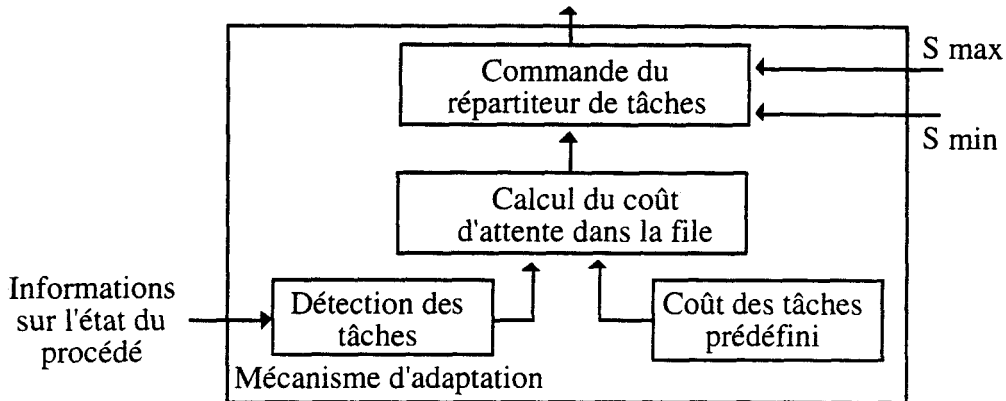 S max
Commande du
répartiteur de tâches
S min
Calcul du coût
d'attente dans la file
Informations
sur l'état du
procédé
Détection des
tâches
Coût des tâches
prédéfini
Mécanisme d'adaptation